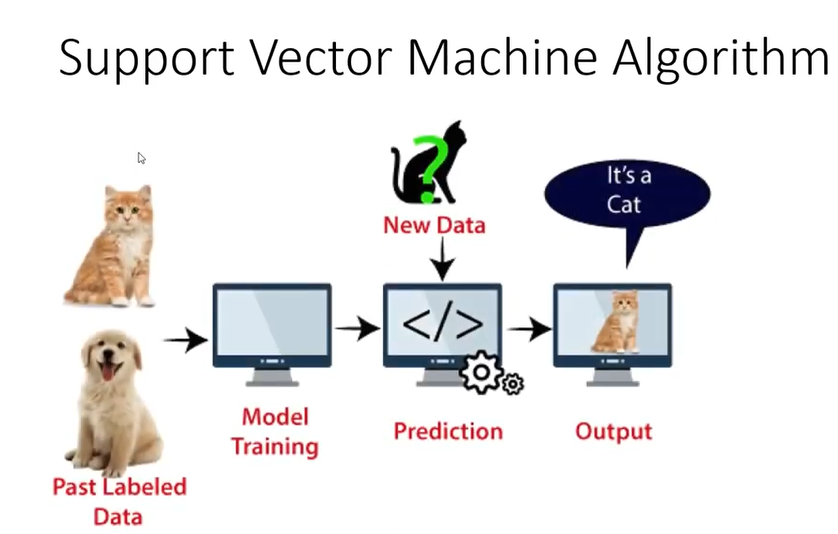 Support Vector Machine Algorithm
?
New Data
It's a
Cat
</>
Model
Training
Prediction
Output
Past Labeled
Data